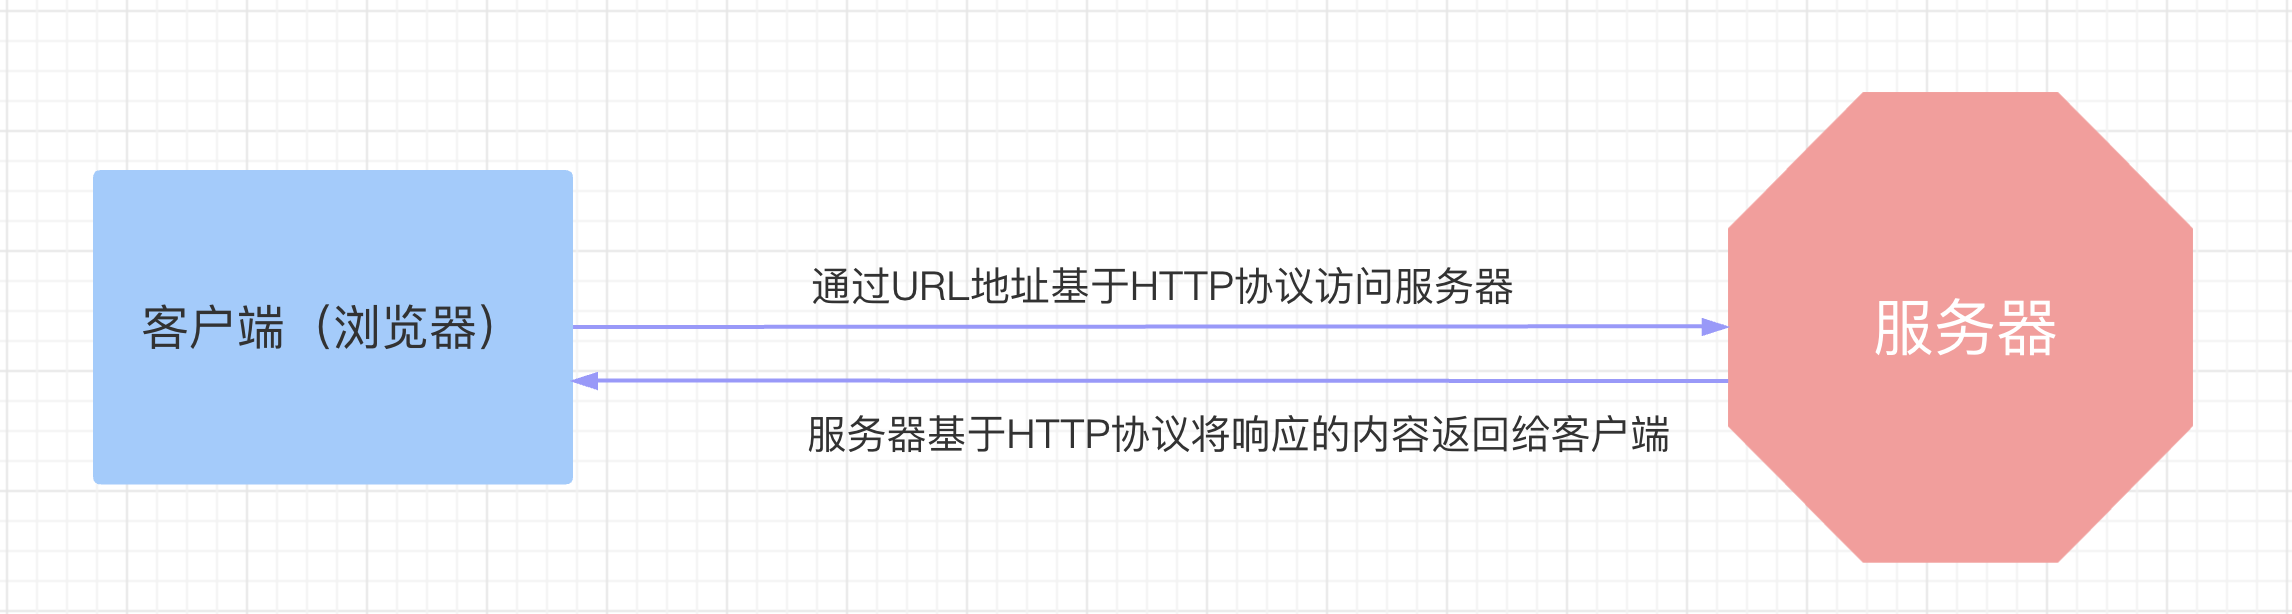 通过URL地址基于HTTP协议访问服务器
客户端（浏览器）
服务器
服务器基于HTTP协议将响应的内容返回给客户端